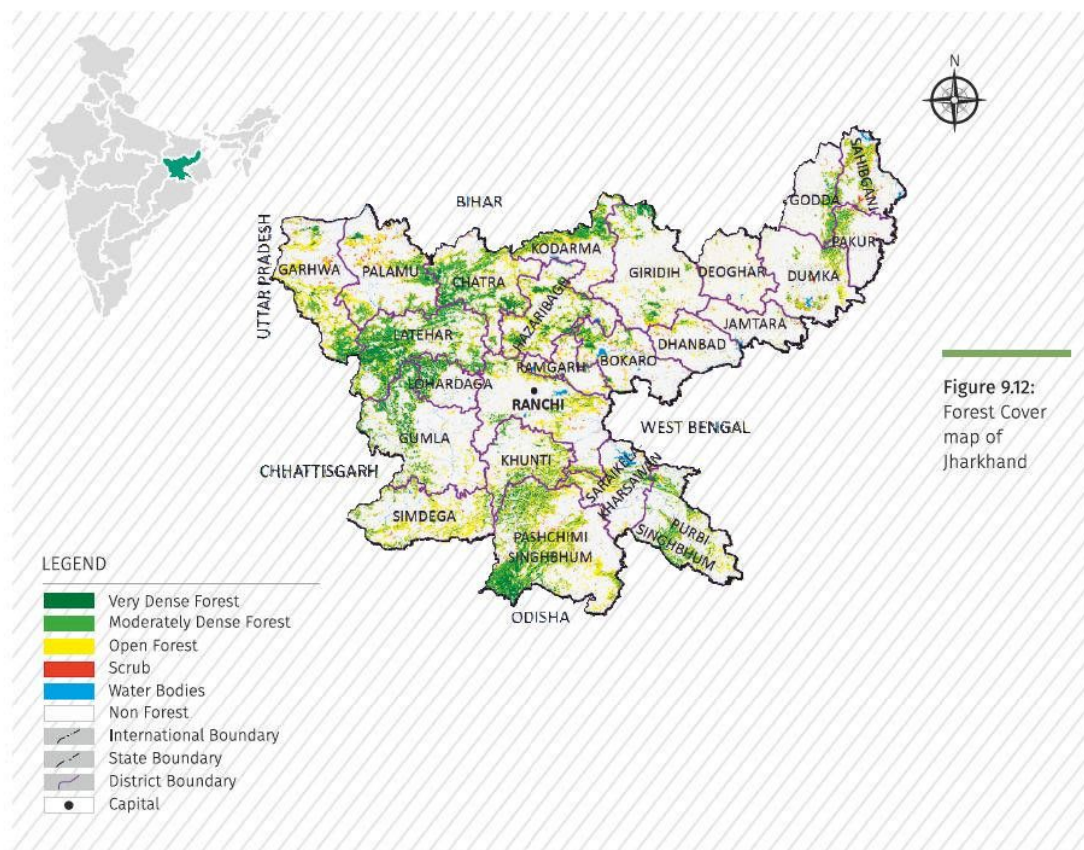 N
BIHAR
UTTAR PRADESH
SAHIBGANJ
GODDA
PAKUR
KODARMA
GARHWA
PALAMU
CHATRA
HAZARIBAGH
GIRIDIH
DEOGHAR
DUMKA
LATEHAR
JAMTARA
DHANBAD
BOKARO
RAMGARH
LOHARDAGA
RANCHI
GUMLA
KHUNTI
WEST BENGAL
CHHATTISGARH
SARAIKELA
KHARSAWAN
SIMDEGA
PASHCHIMI
SINGHBHUM
PURBI
SINGHBHUM
ODISHA
Figure 9.12:
Forest Cover
map of
Jharkhand
LEGEND
Very Dense Forest
Moderately Dense Forest
Open Forest
Scrub
Water Bodies
Non Forest
International Boundary
State Boundary
District Boundary
Capital